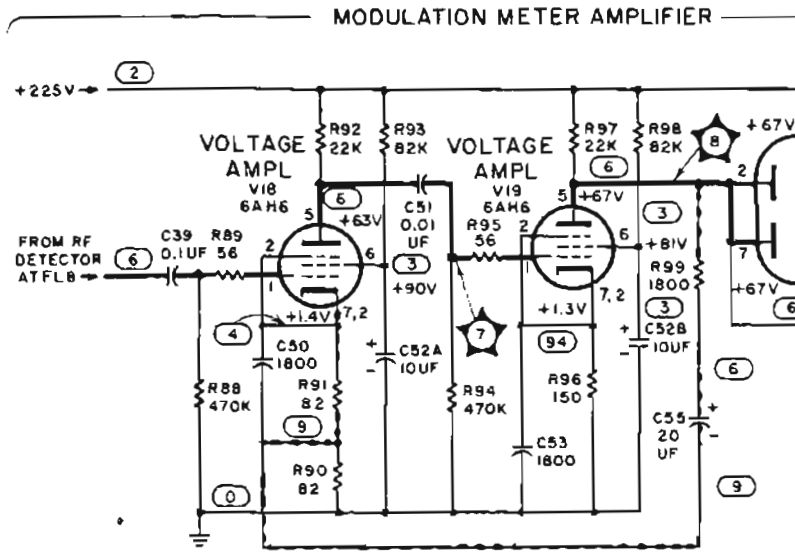 MODULATION METER AMPLIFIER
+225V
2
VOLTAGE
AMPL
V18
6AH6
R92
22K
R93
82K
VOLTAGE
AMPL
V19
6AH6
R97
22K
R98
82K
8
+67V
6
5
+63V
C51
0.01
UF
R95
56
6
5
+67V
2
3
FROM RF
DETECTOR
AT FL8
6
C39
0.1UF
R89
56
2
1
6
3
+90V
7
2
1
6
+81V
R99
1800
7
+67V
6
+1.4V
7,2
4
C50
1800
C52A
10UF
+
-
+1.3V
7,2
94
3
C52B
10UF
+
-
R88
470K
R91
82
R94
470K
R96
150
6
9
C53
1800
C55
20
UF
+
-
R90
82
0
9